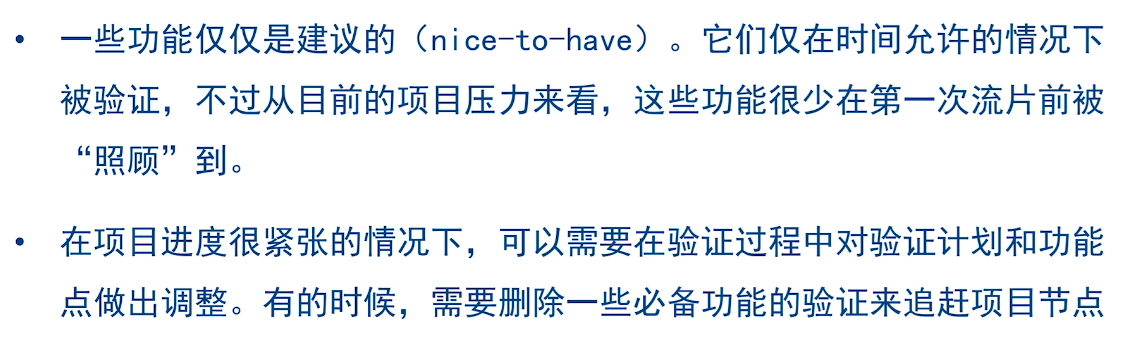 • 一些功能仅仅是建议的（nice-to-have）。它们仅在时间允许的情况下
被验证，不过从目前的项目压力来看，这些功能很少在第一次流片前被
“照顾”到。
• 在项目进度很紧张的情况下，可以需要在验证过程中对验证计划和功能
点做出调整。有的时候，需要删除一些必备功能的验证来追赶项目节点